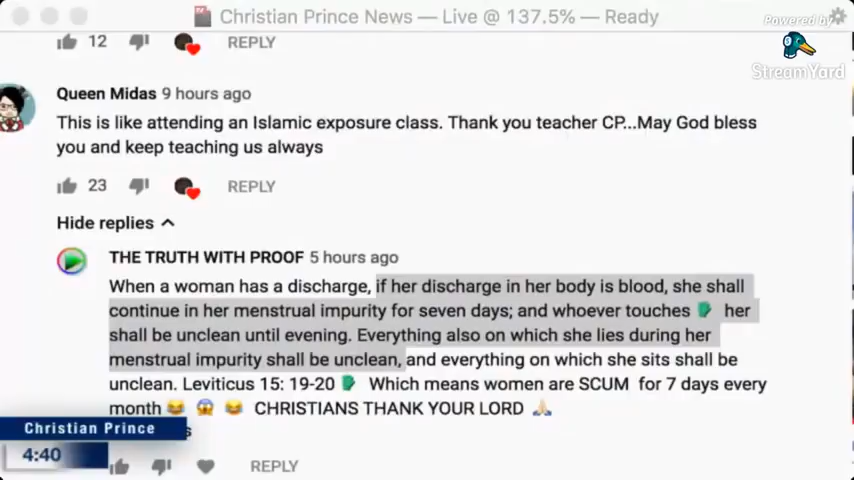 Christian Prince News — Live @ 137.5% — Ready
Powered by
StreamYard
12 REPLY
Queen Midas 9 hours ago
This is like attending an Islamic exposure class. Thank you teacher CP...May God bless
you and keep teaching us always
23 REPLY
Hide replies
THE TRUTH WITH PROOF 5 hours ago
When a woman has a discharge, if her discharge in her body is blood, she shall
continue in her menstrual impurity for seven days; and whoever touches her
shall be unclean until evening. Everything also on which she lies during her
menstrual impurity shall be unclean, and everything on which she sits shall be
unclean. Leviticus 15: 19-20 Which means women are SCUM for 7 days every
month 😂 😱 😂 CHRISTIANS THANK YOUR LORD 🙏🏻
Christian Prince
4:40
REPLY